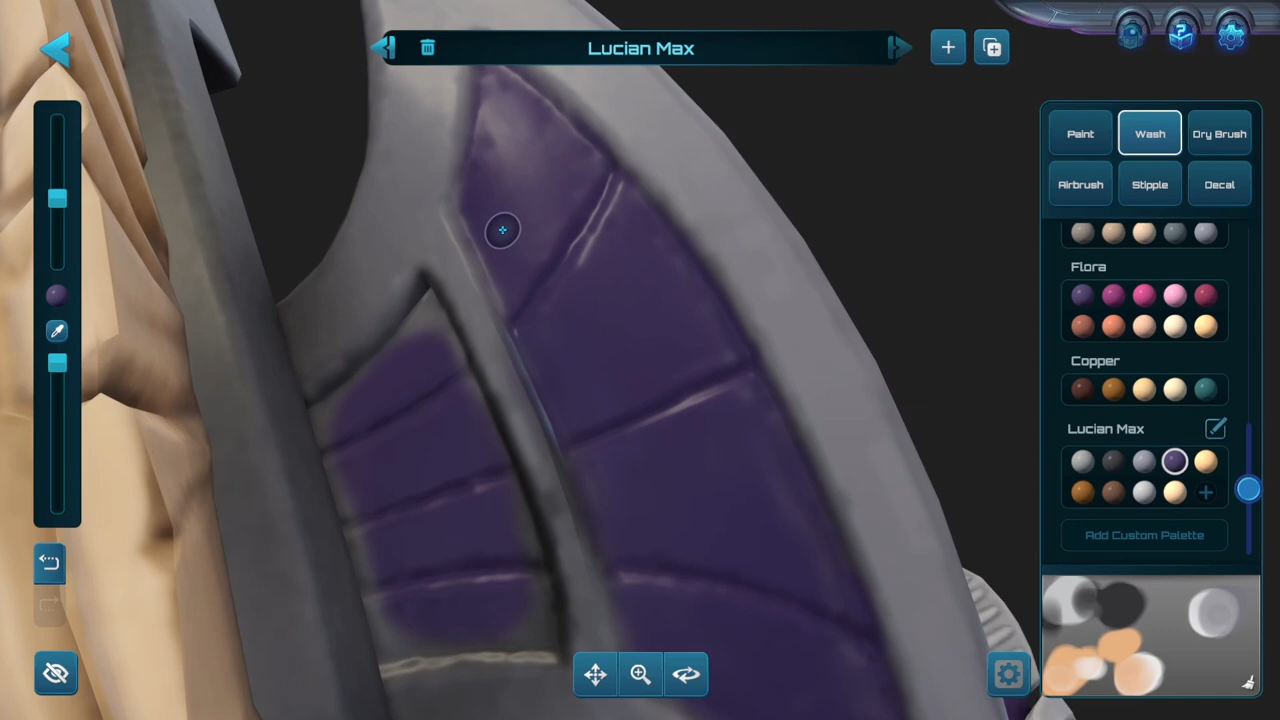 Lucian Max
Paint
Wash
Dry Brush
Airbrush
Stipple
Decal
Flora
Copper
Lucian Max
Add Custom Palette